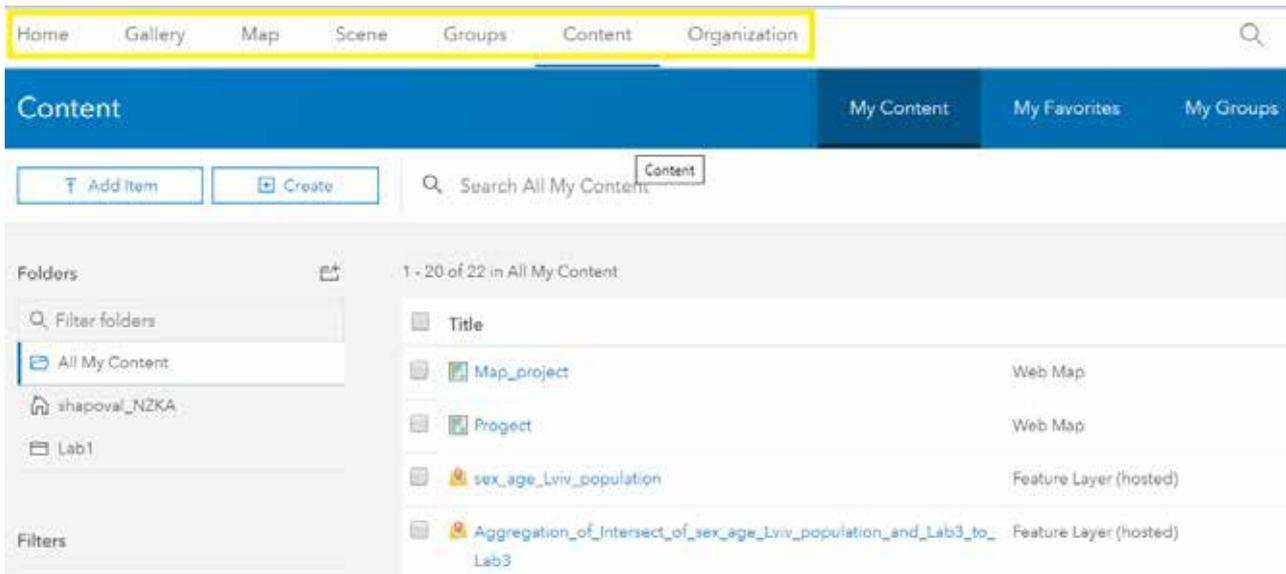 Home Gallery Map Scene Groups Content Organization
Content My Content My Favorites My Groups
Content
Add Item Create Search All My Content
Folders 1 - 20 of 22 in All My Content
Filter folders Title
All My Content Map_project Web Map
shapoval_NZKA Progect Web Map
Lab1
sex_age_Lviv_population Feature Layer (hosted)
Filters Aggregation_of_Intersect_of_sex_age_Lviv_population_and_Lab3_to_ Feature Layer (hosted)
Lab3